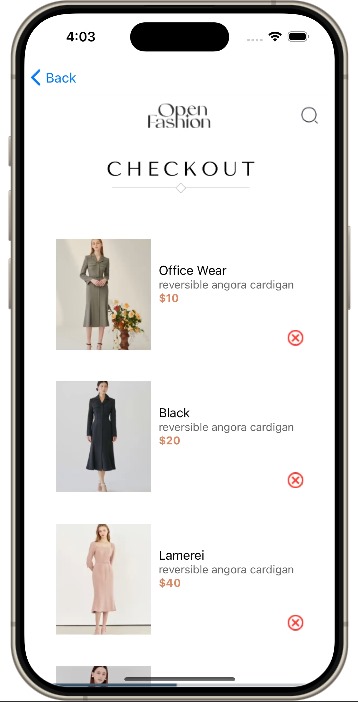 4:03
Back
Open
Fashion
CHECKOUT
Office Wear
reversible angora cardigan
$10
Black
reversible angora cardigan
$20
Lamerei
reversible angora cardigan
$40